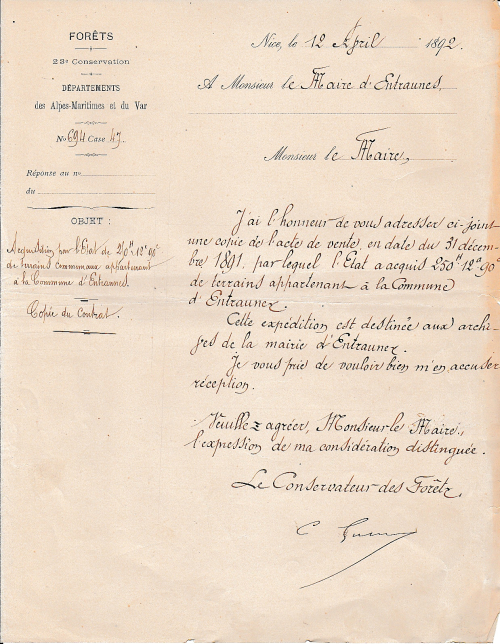 FORÊTS
23e Conservation
DÉPARTEMENTS
des Alpes-Maritimes et du Var
No 694 Case 47
Réponse au no
du
OBJET :
Acquisition par l'Etat de
de terrains communaux appartenant
à la Commune d'Entraunes.
Copie du Contrat.
Nice, le 12 Avril 1892.
A Monsieur le Maire d'Entraunes,
Monsieur le Maire,
J'ai l'honneur de vous adresser ci-joint
une copie de l'acte de vente, en date du 31 décem-
bre 1891, par lequel l'Etat a acquis 250H 12a 90c
de terrains appartenant à la Commune
d'Entraunes.
Cette expédition est destinée aux archi-
ves de la mairie d'Entraunes.
Je vous prie de vouloir bien m'en accuser
réception.
Veuillez agréer, Monsieur le Maire,
l'expression de ma considération distinguée.
Le Conservateur des Forêts,